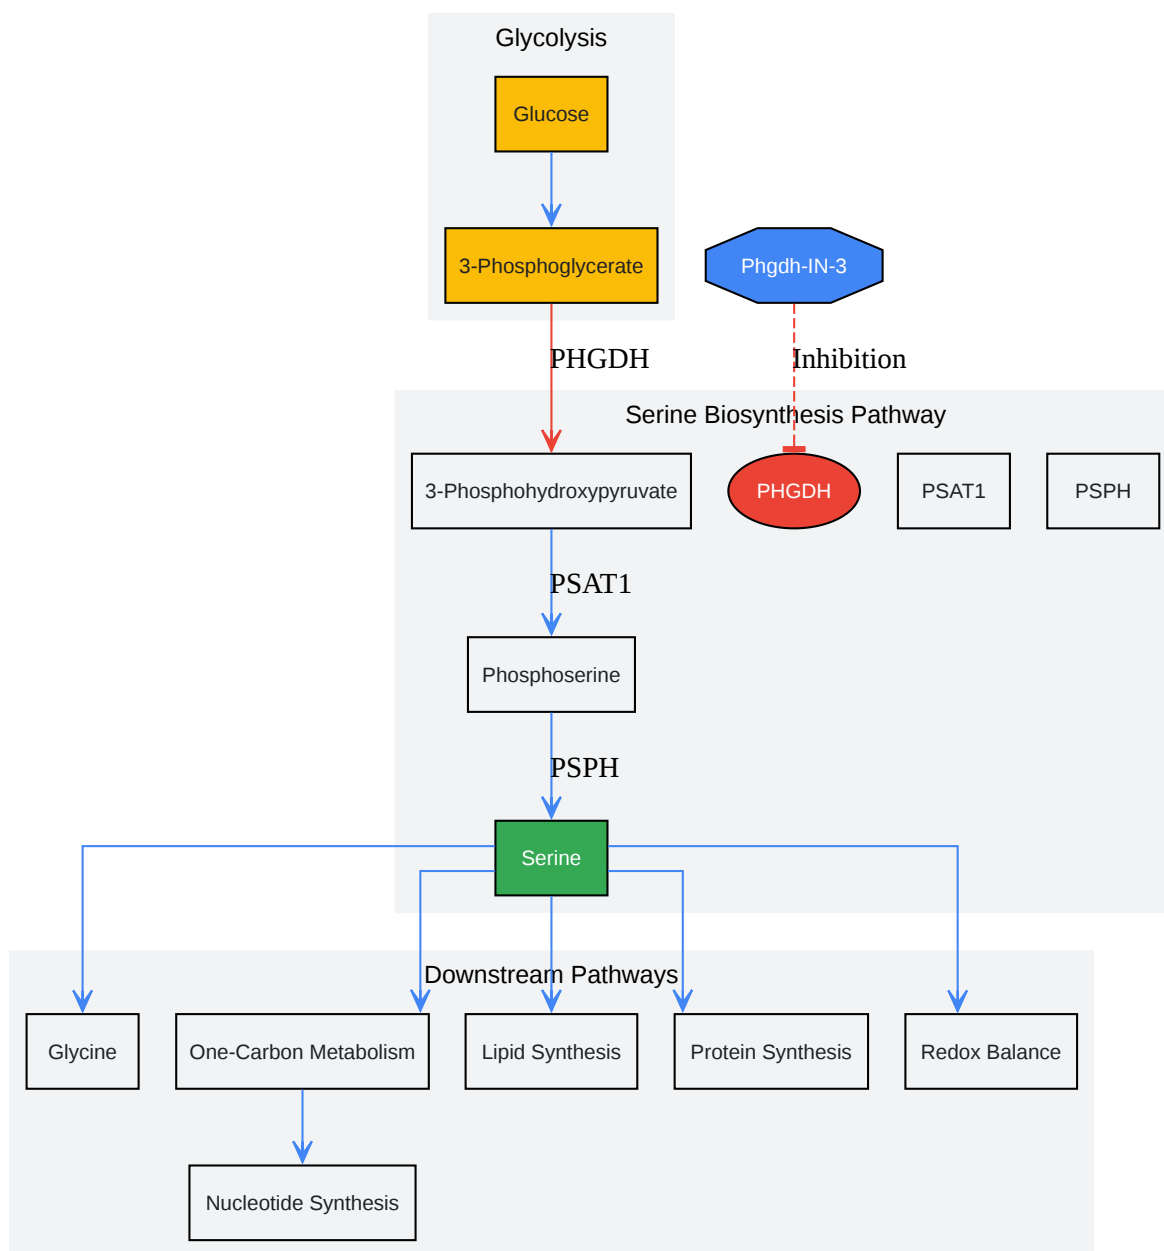 Glycolysis
Glucose
3-Phosphoglycerate
Phgdh-IN-3
PHGDH
Inhibition
Serine Biosynthesis Pathway
3-Phosphohydroxypyruvate
PHGDH
PSAT1
PSPH
PSAT1
Phosphoserine
PSPH
Serine
Downstream Pathways
Glycine
One-Carbon Metabolism
Lipid Synthesis
Protein Synthesis
Redox Balance
Nucleotide Synthesis